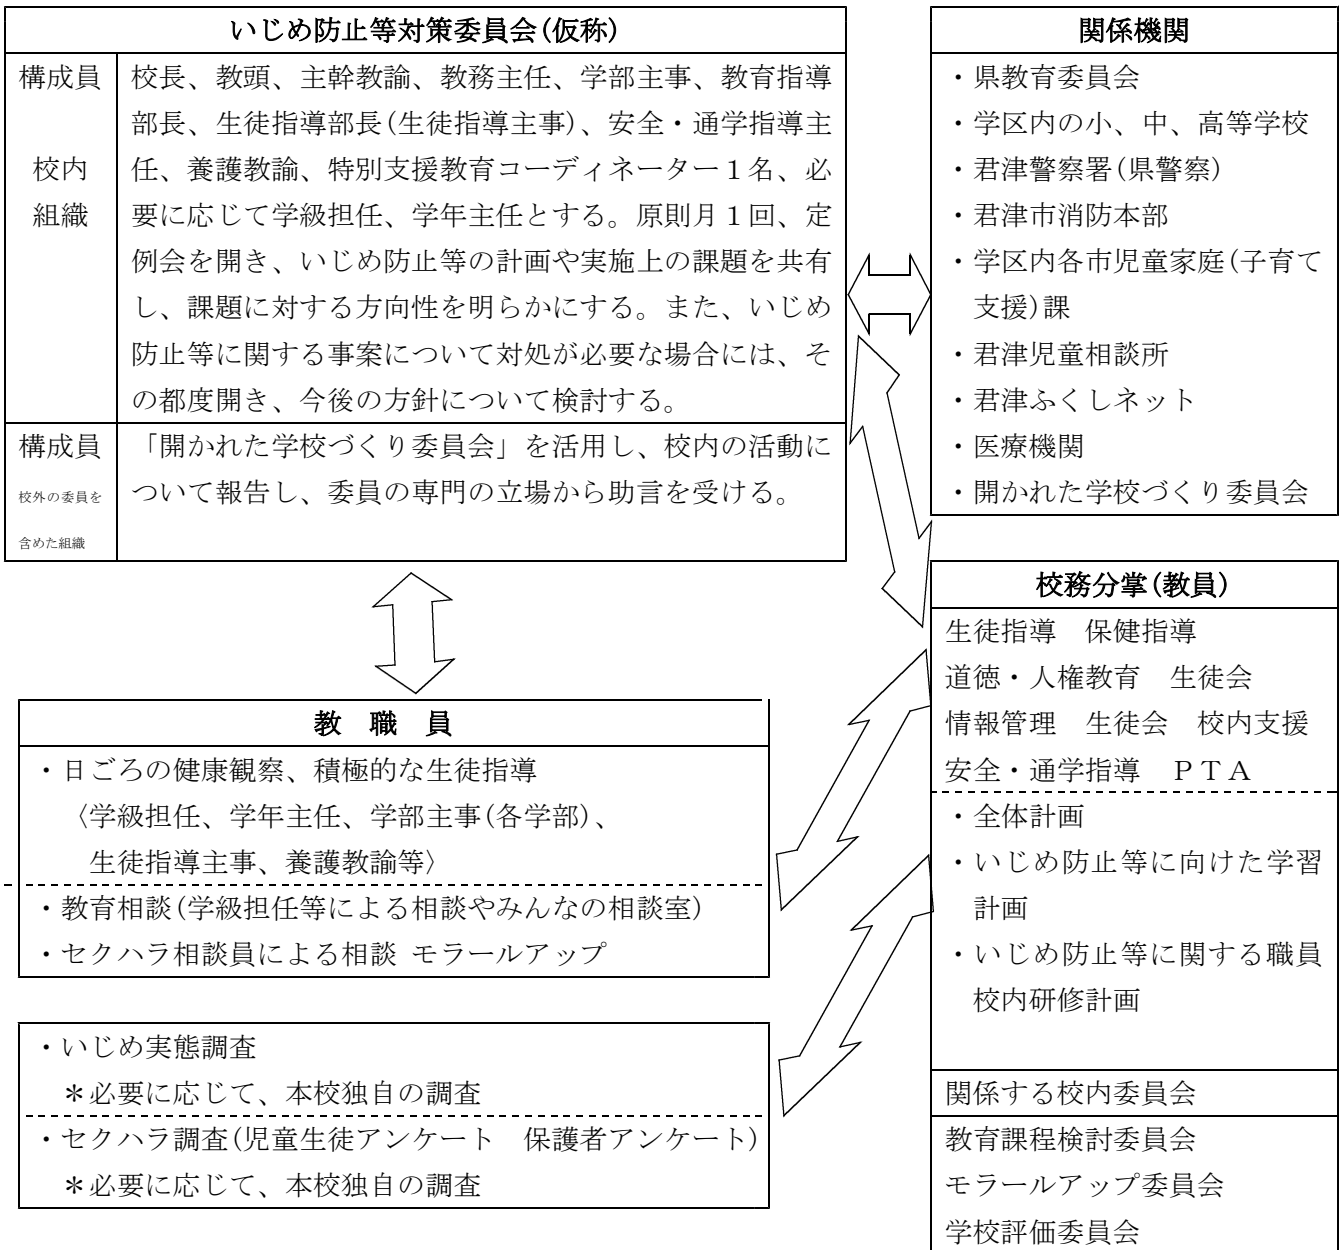 いじめ防止等対策委員会(仮称)
構成員
校内
組織
校長、教頭、主幹教諭、教務主任、学部主事、教育指導
部長、生徒指導部長(生徒指導主事)、安全・通学指導主
任、養護教諭、特別支援教育コーディネーター1名、必
要に応じて学級担任、学年主任とする。原則月1回、定
例会を開き、いじめ防止等の計画や実施上の課題を共有
し、課題に対する方向性を明らかにする。また、いじめ
防止等に関する事案について対処が必要な場合には、そ
の都度開き、今後の方針について検討する。
構成員
校外の委員を
含めた組織
「開かれた学校づくり委員会」を活用し、校内の活動に
ついて報告し、委員の専門の立場から助言を受ける。
関係機関
・県教育委員会
・学区内の小、中、高等学校
・君津警察署(県警察)
・君津市消防本部
・学区内各市児童家庭(子育て
支援)課
・君津児童相談所
・君津ふくしネット
・医療機関
・開かれた学校づくり委員会
教 職 員
・日ごろの健康観察、積極的な生徒指導
〈学級担任、学年主任、学部主事(各学部)、
生徒指導主事、養護教諭等〉
・教育相談(学級担任等による相談やみんなの相談室)
・セクハラ相談員による相談 モラールアップ
・いじめ実態調査
*必要に応じて、本校独自の調査
・セクハラ調査(児童生徒アンケート 保護者アンケート)
*必要に応じて、本校独自の調査
校務分掌(教員)
生徒指導 保健指導
道徳・人権教育 生徒会
情報管理 生徒会 校内支援
安全・通学指導 PTA
・全体計画
・いじめ防止等に向けた学習
計画
・いじめ防止等に関する職員
校内研修計画
関係する校内委員会
教育課程検討委員会
モラールアップ委員会
学校評価委員会